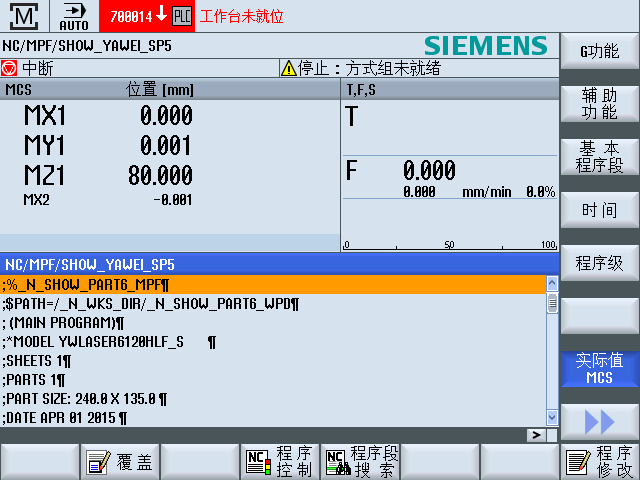 M
AUTO
700014 ↓ PLC 工作台未就位
NC/MPF/SHOW_YAWEI_SP5
SIEMENS
中断
停止：方式组未就绪
MCS 位置 [mm]
MX1 0.000
MY1 0.001
MZ1 80.000
MX2 -0.001
T,F,S
T
F 0.000
0.000 mm/min 0.0%
0 50 100
NC/MPF/SHOW_YAWEI_SP5
;%_N_SHOW_PART6_MPF¶
;$PATH=/_N_WKS_DIR/_N_SHOW_PART6_WPD¶
; (MAIN PROGRAM)¶
;*MODEL YWLASER6120HLF_S ¶
;SHEETS 1¶
;PARTS 1¶
;PART SIZE: 240.0 X 135.0 ¶
;DATE APR 01 2015 ¶
G功能
辅 助
功 能
基 本
程序段
时 间
程序级
实际值
MCS
覆 盖
NC
程 序
控 制
NC
程序段
搜 索
程 序
修 改